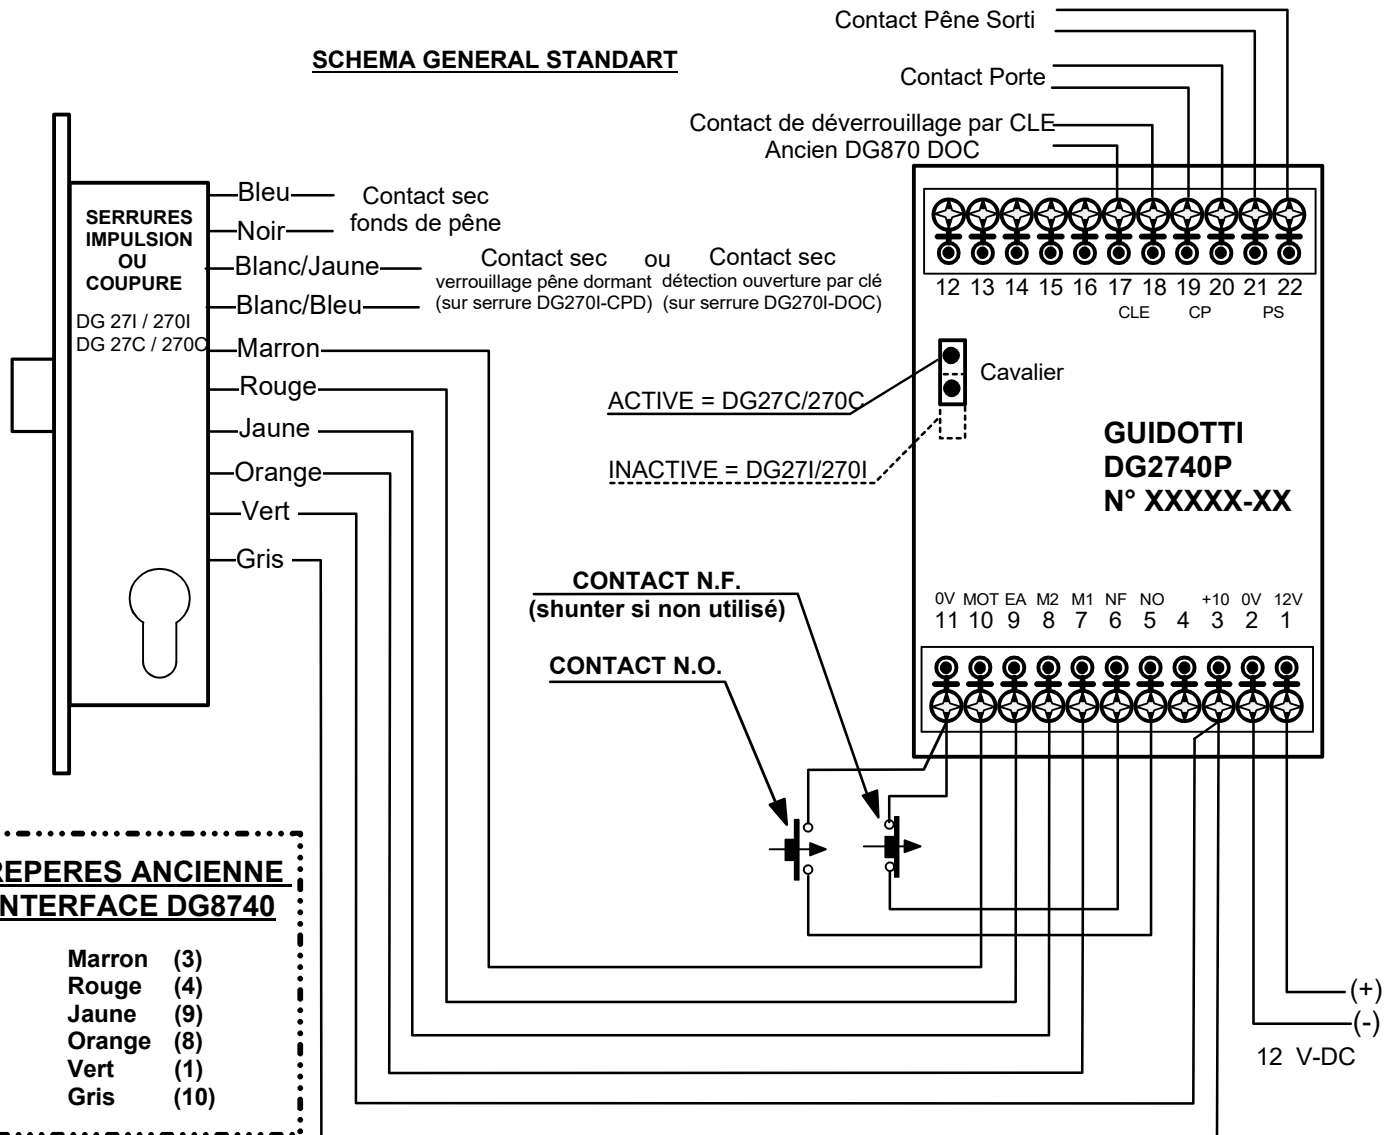 SCHEMA GENERAL STANDART
Contact Pêne Sorti
Contact Porte
Contact de déverrouillage par CLE
Ancien DG870 DOC
SERRURES
IMPULSION
OU
COUPURE
DG 27I / 270I
DG 27C / 270C
Bleu
Noir
Contact sec
fonds de pêne
Blanc/Jaune
Blanc/Bleu
Contact sec ou Contact sec
verrouillage pêne dormant détection ouverture par clé
(sur serrure DG270I-CPD) (sur serrure DG270I-DOC)
Marron
Rouge
Jaune
Orange
Vert
Gris
12 13 14 15 16 17 18 19 20 21 22
CLE CP PS
Cavalier
ACTIVE = DG27C/270C
INACTIVE = DG27I/270I
GUIDOTTI
DG2740P
N° XXXXX-XX
0V MOT EA M2 M1 NF NO +10 0V 12V
11 10 9 8 7 6 5 4 3 2 1
CONTACT N.F.
(shunter si non utilisé)
CONTACT N.O.
REPERES ANCIENNE
INTERFACE DG8740
Marron (3)
Rouge (4)
Jaune (9)
Orange (8)
Vert (1)
Gris (10)
(+)
(-)
12 V-DC